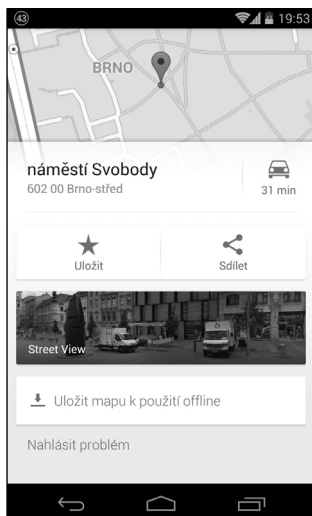 43
19:53
BRNO
náměstí Svobody
602 00 Brno-střed
31 min
Uložit
Sdílet
Street View
Uložit mapu k použití offline
Nahlásit problém